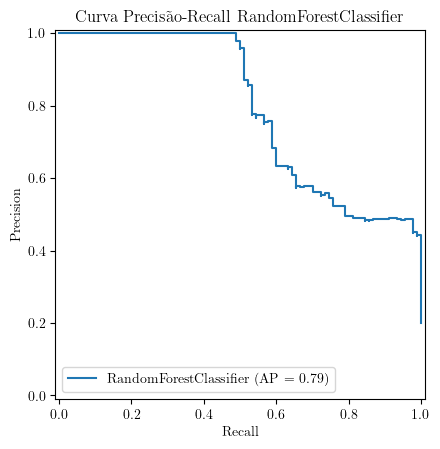 Curva Precisão-Recall RandomForestClassifier
1.0
0.8
0.6
0.4
0.2
0.0
Precision
RandomForestClassifier (AP = 0.79)
0.0 0.2 0.4 0.6 0.8 1.0
Recall